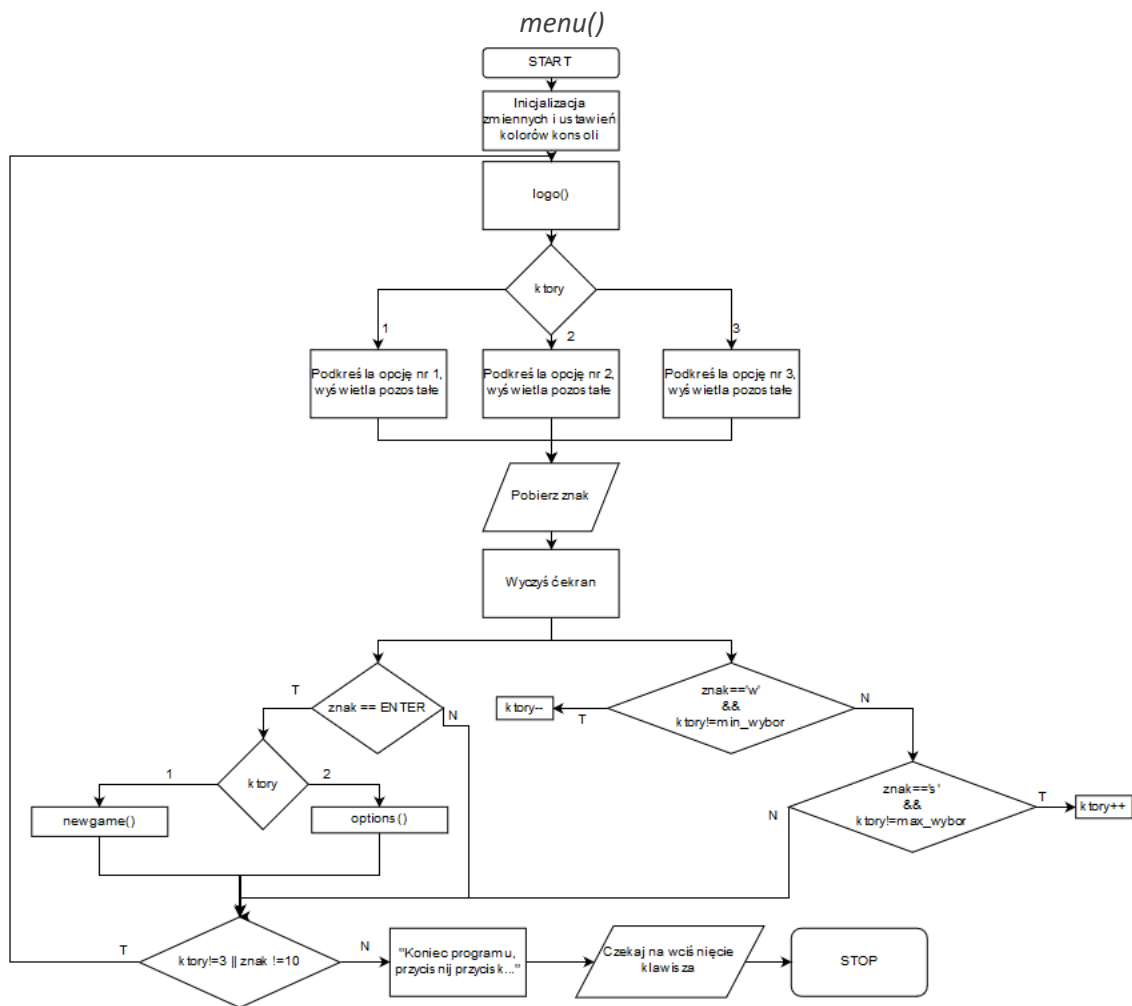 menu()
START
Inicjalizacja
zmiennych i ustawień
kolorów konsoli
logo()
ktory
1
2
3
Podkreśla opcję nr 1,
wyświetla pozostałe
Podkreśla opcję nr 2,
wyświetla pozostałe
Podkreśla opcję nr 3,
wyświetla pozostałe
Pobierz znak
Wyczyść ekran
T
znak == ENTER
N
ktory--
T
znak=='w'
&&
ktory!=min_wybor
N
1
ktory
2
newgame()
options()
N
znak=='s'
&&
ktory!=max_wybor
T
ktory++
T
ktory!=3 || znak !=10
N
"Koniec programu,
przycisnij przycisk..."
Czekaj na wciśnięcie
klawisza
STOP